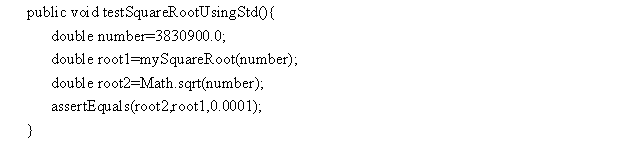 public void testSquareRootUsingStd(){
double number=3830900.0;
double root1=mySquareRoot(number);
double root2=Math.sqrt(number);
assertEquals(root2,root1,0.0001);
}